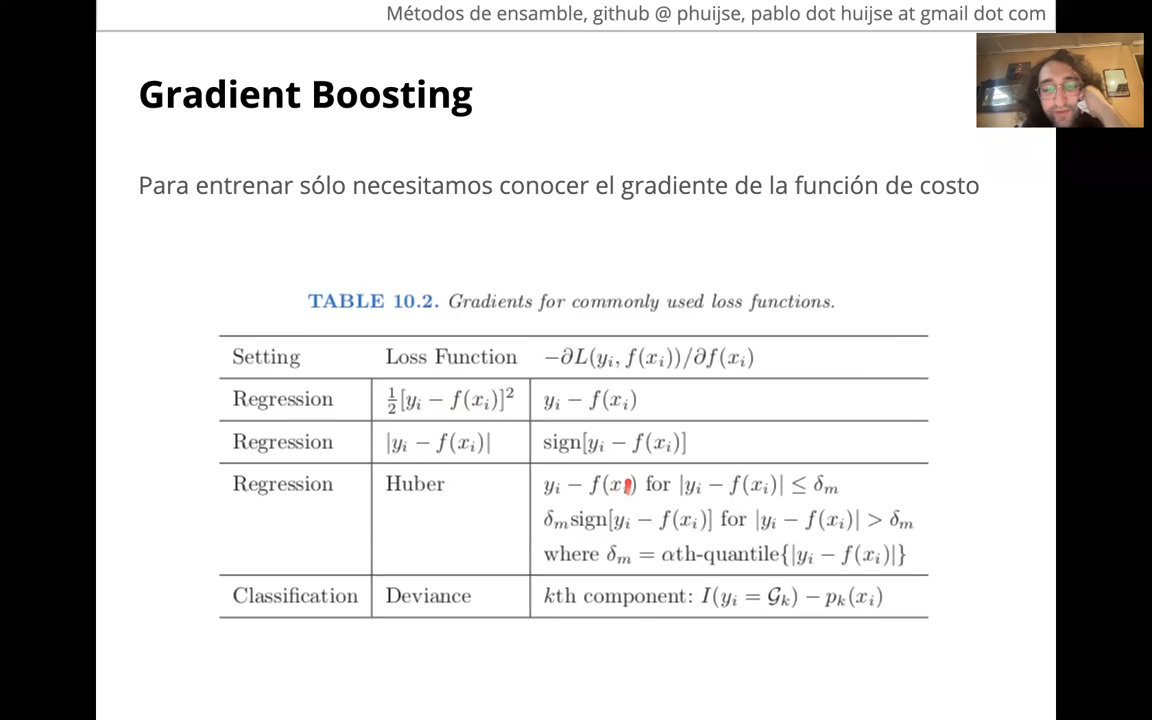 Métodos de ensamble, github @ phuijse, pablo dot huijse at gmail dot com
Gradient Boosting
Para entrenar sólo necesitamos conocer el gradiente de la función de costo
TABLE 10.2. Gradients for commonly used loss functions.
Setting Loss Function −∂L(yᵢ, f(xᵢ))/∂f(xᵢ)
Regression ½[yᵢ − f(xᵢ)]² yᵢ − f(xᵢ)
Regression |yᵢ − f(xᵢ)| sign[yᵢ − f(xᵢ)]
Regression Huber yᵢ − f(xᵢ) for |yᵢ − f(xᵢ)| ≤ δₘ
δₘsign[yᵢ − f(xᵢ)] for |yᵢ − f(xᵢ)| > δₘ
where δₘ = αth-quantile{|yᵢ − f(xᵢ)|}
Classification Deviance kth component: I(yᵢ = 𝒢ₖ) − pₖ(xᵢ)